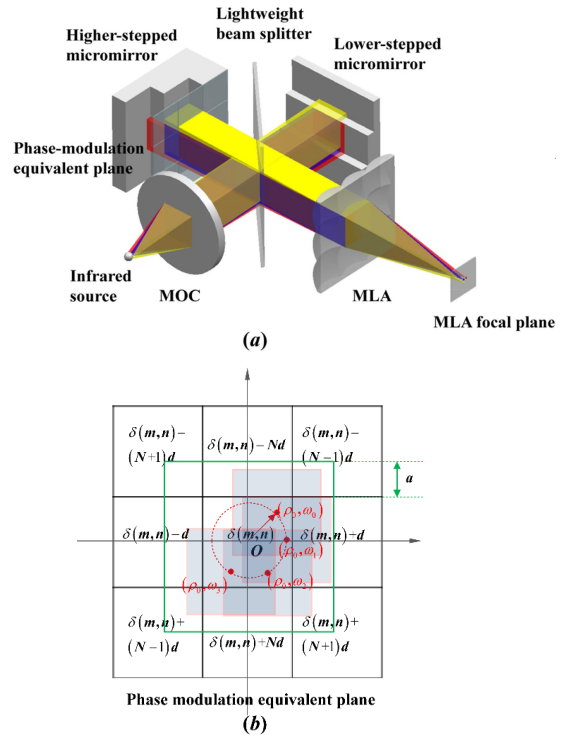 Lightweight
beam splitter
Higher-stepped
micromirror
Lower-stepped
micromirror
Phase-modulation
equivalent plane
Infrared
source
MOC
MLA
MLA focal plane
(a)
δ(m,n)−
(N+1)d
δ(m,n)−Nd
δ(m,n)−
(N−1)d
a
(ρ₀,ω₀)
δ(m,n)−d
δ(m,n)
δ(m,n)+d
O
(ρ₀,ω₁)
(ρ₀,ω₃)
(ρ₀,ω₂)
δ(m,n)+
(N−1)d
δ(m,n)+Nd
δ(m,n)+
(N+1)d
Phase modulation equivalent plane
(b)